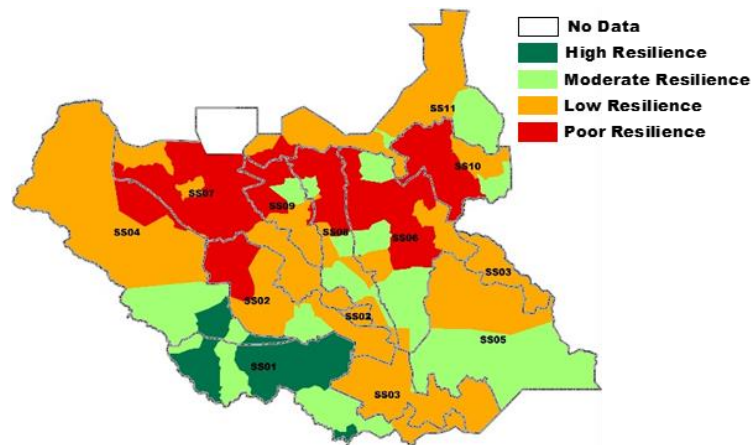 No Data
High Resilience
Moderate Resilience
Low Resilience
Poor Resilience
SS11
SS10
SS07
SS09
SS04
SS08
SS06
SS03
SS02
SS02
SS05
SS01
SS03